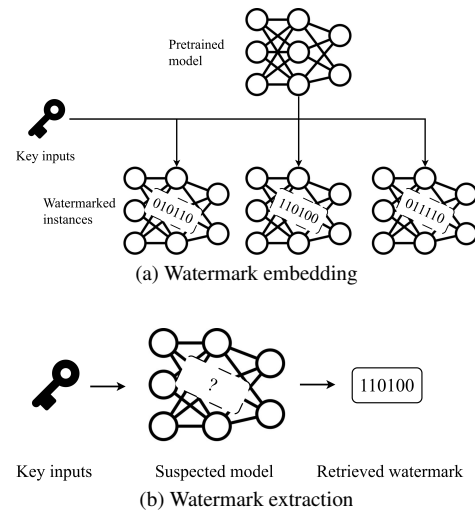 Pretrained
model
Key inputs
Watermarked
instances
010110
110100
011110
(a) Watermark embedding
?
110100
Key inputs
Suspected model
Retrieved watermark
(b) Watermark extraction